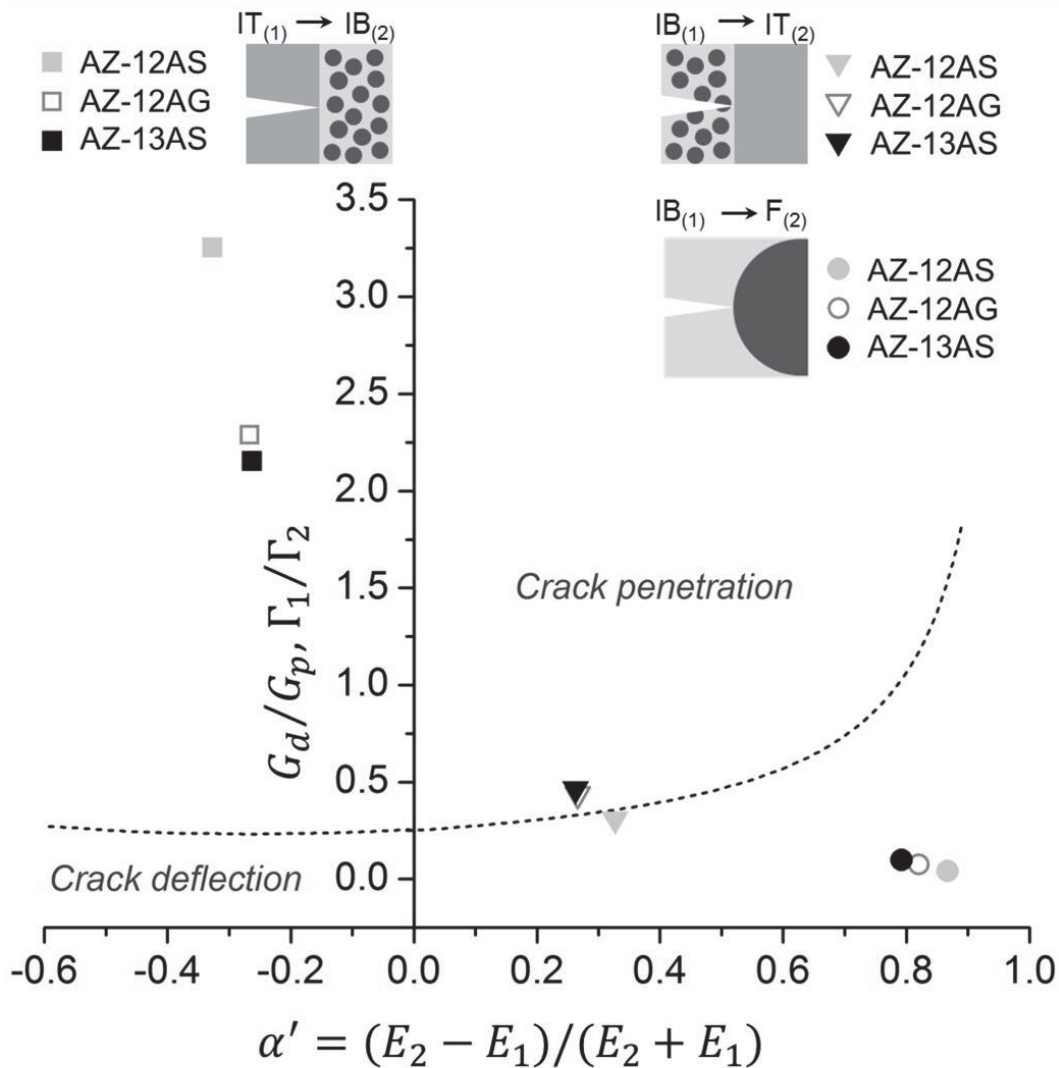 IT(1) → IB(2)
AZ-12AS
AZ-12AG
AZ-13AS
IB(1) → IT(2)
AZ-12AS
AZ-12AG
AZ-13AS
IB(1) → F(2)
AZ-12AS
AZ-12AG
AZ-13AS
3.5
3.0
2.5
2.0
1.5
1.0
0.5
0.0
G_d/G_p, Γ₁/Γ₂
Crack penetration
Crack deflection
-0.6 -0.4 -0.2 0.0 0.2 0.4 0.6 0.8 1.0
α′ = (E₂ − E₁)/(E₂ + E₁)